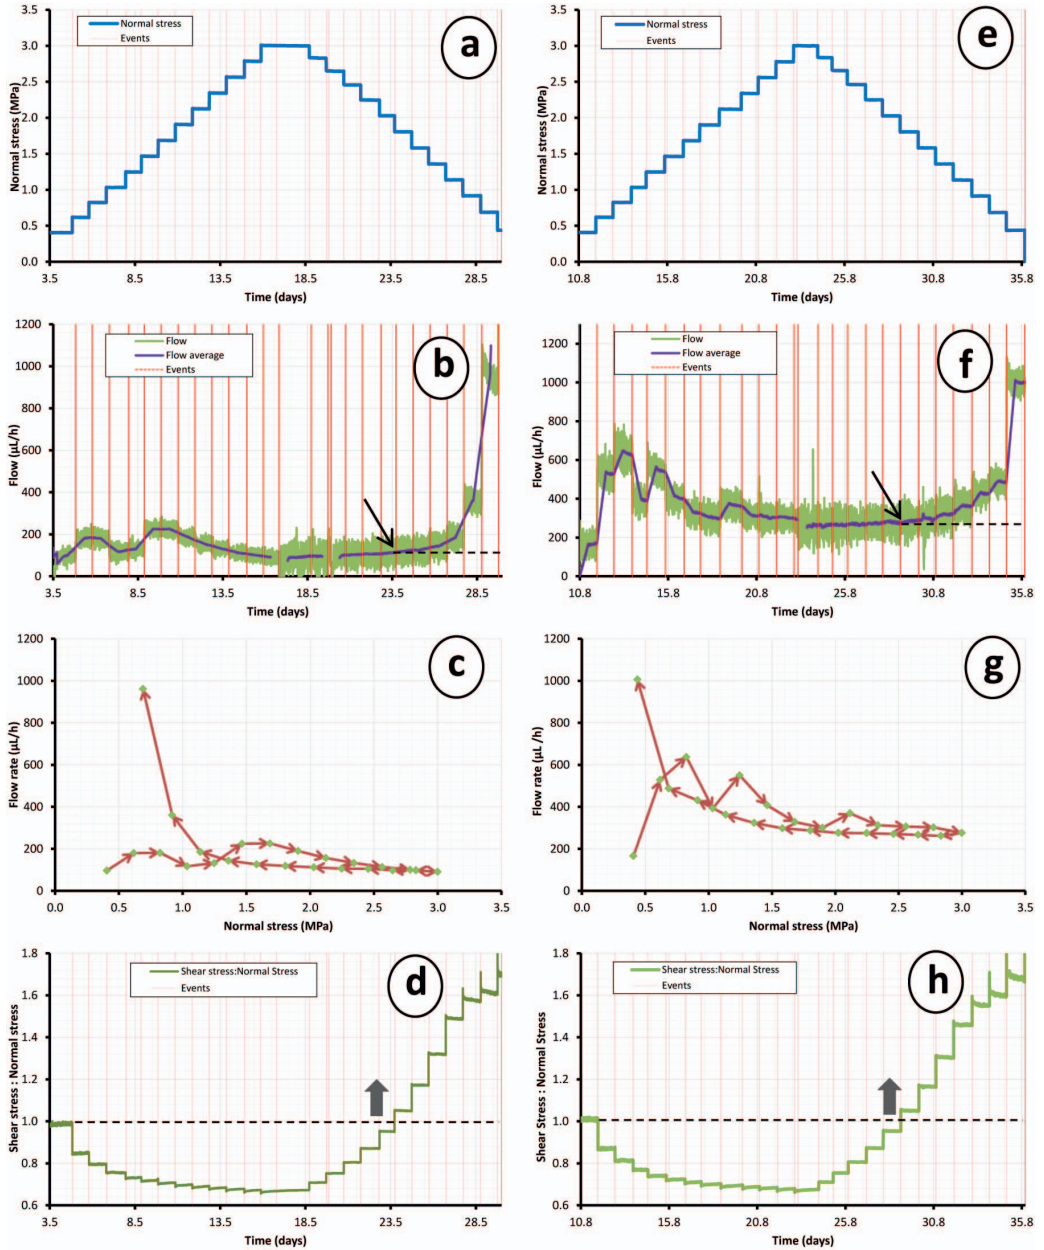 3.5
3.0
2.5
2.0
1.5
1.0
0.5
0.0
Normal stress (MPa)
Normal stress
Events
a
3.5 8.5 13.5 18.5 23.5 28.5
Time (days)
3.5
3.0
2.5
2.0
1.5
1.0
0.5
0.0
Normal stress (MPa)
Normal stress
Events
e
10.8 15.8 20.8 25.8 30.8 35.8
Time (days)
1200
1000
800
600
400
200
0
Flow (µL/h)
Flow
Flow average
Events
b
3.5 8.5 13.5 18.5 23.5 28.5
Time (days)
1200
1000
800
600
400
200
0
Flow (µL/h)
Flow
Flow average
Events
f
10.8 15.8 20.8 25.8 30.8 35.8
Time (days)
1200
1000
800
600
400
200
0
Flow rate (µL/h)
c
0.0 0.5 1.0 1.5 2.0 2.5 3.0 3.5
Normal stress (MPa)
1200
1000
800
600
400
200
0
Flow rate (µL /h)
g
0.0 0.5 1.0 1.5 2.0 2.5 3.0 3.5
Normal stress (MPa)
1.8
1.6
1.4
1.2
1.0
0.8
0.6
Shear stress : Normal stress
Shear stress:Normal Stress
Events
d
3.5 8.5 13.5 18.5 23.5 28.5
Time (days)
1.8
1.6
1.4
1.2
1.0
0.8
0.6
Shear Stress : Normal Stress
Shear stress:Normal Stress
Events
h
10.8 15.8 20.8 25.8 30.8 35.8
Time (days)